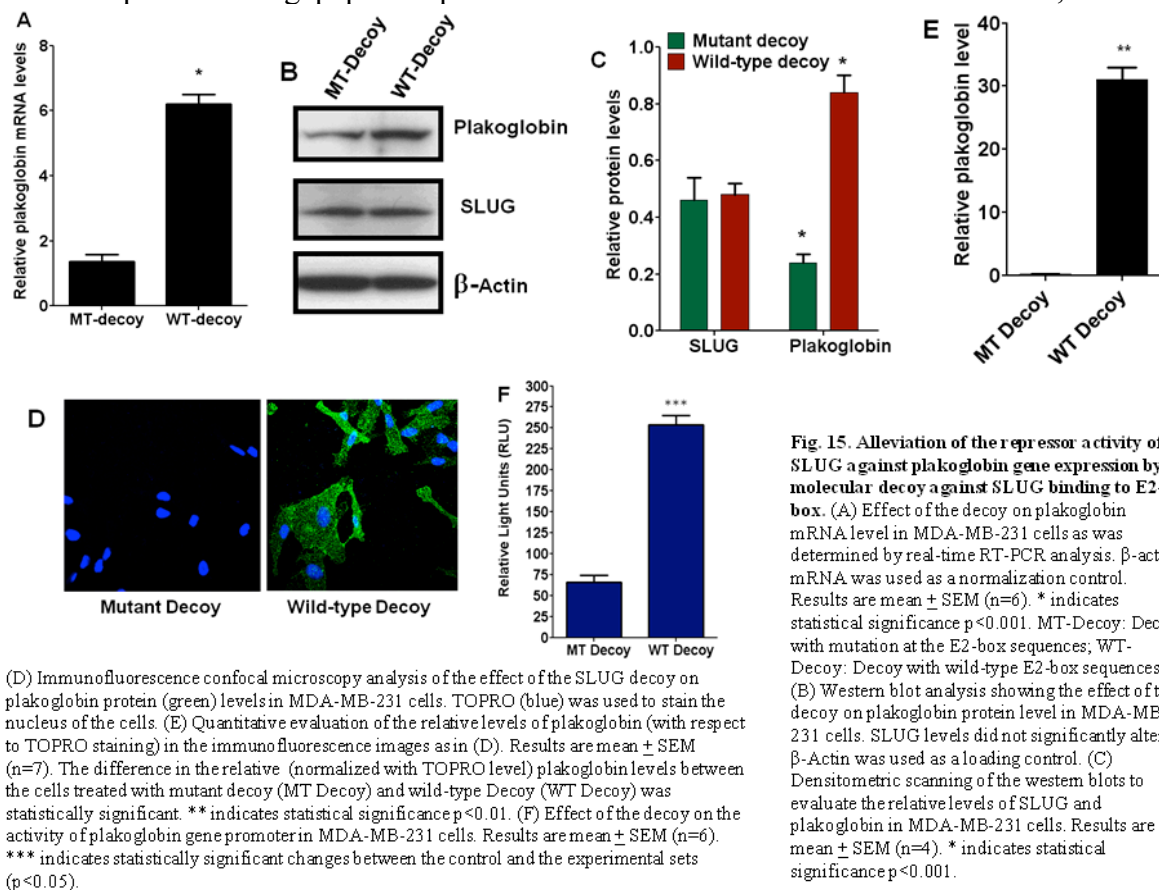 A
Relative plakoglobin mRNA levels
8
6
4
2
0
*
MT-decoy
WT-decoy
B
MT-Decoy
WT-Decoy
Plakoglobin
SLUG
β-Actin
C
Mutant decoy
Wild-type decoy
Relative protein levels
1.0
0.8
0.6
0.4
0.2
0.0
*
*
SLUG
Plakoglobin
E
Relative plakoglobin level
40
30
20
10
0
**
MT Decoy
WT Decoy
D
Mutant Decoy
Wild-type Decoy
F
Relative Light Units (RLU)
300
275
250
225
200
175
150
125
100
75
50
25
0
***
MT Decoy
WT Decoy
Fig. 15. Alleviation of the repressor activity of
SLUG against plakoglobin gene expression by
molecular decoy against SLUG binding to E2-
box. (A) Effect of the decoy on plakoglobin
mRNA level in MDA-MB-231 cells as was
determined by real-time RT-PCR analysis.
mRNA was used as a normalization control.
Results are mean ± SEM (n=6). * indicates
statistical significance p<0.001. MT-Decoy:
with mutation at the E2-box sequences; WT-
Decoy: Decoy with wild-type E2-box sequences
(B) Western blot analysis showing the effect of
decoy on plakoglobin protein level in
231 cells. SLUG levels did not significantly
β-Actin was used as a loading control. (C)
Densitometric scanning of the western blots to
evaluate the relative levels of SLUG and
plakoglobin in MDA-MB-231 cells. Results are
mean ± SEM (n=4). * indicates statistical
significance p<0.001.
(D) Immunofluorescence confocal microscopy analysis of the effect of the SLUG decoy on
plakoglobin protein (green) levels in MDA-MB-231 cells. TOPRO (blue) was used to stain the
nucleus of the cells. (E) Quantitative evaluation of the relative levels of plakoglobin (with respect
to TOPRO staining) in the immunofluorescence images as in (D). Results are mean ± SEM
(n=7). The difference in the relative (normalized with TOPRO level) plakoglobin levels between
the cells treated with mutant decoy (MT Decoy) and wild-type Decoy (WT Decoy) was
statistically significant. ** indicates statistical significance p<0.01. (F) Effect of the decoy on the
activity of plakoglobin gene promoter in MDA-MB-231 cells. Results are mean ± SEM (n=6).
*** indicates statistically significant changes between the control and the experimental sets
(p<0.05).